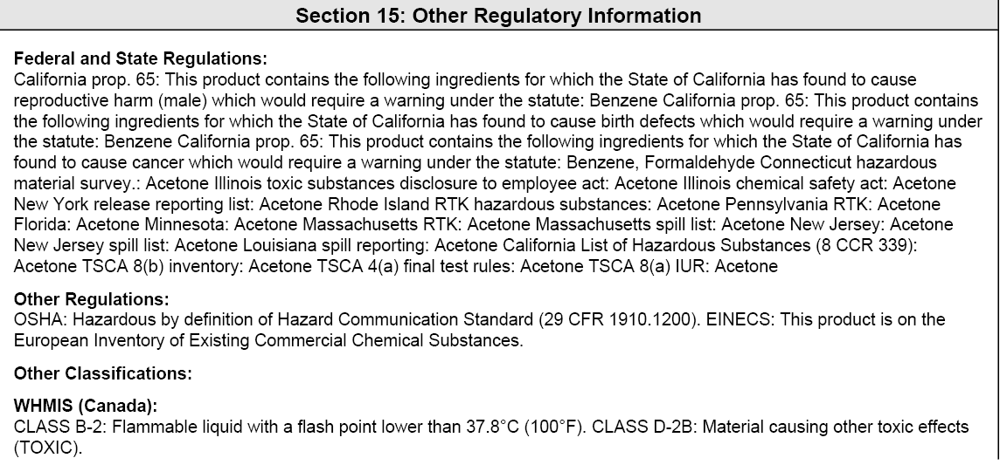 Section 15: Other Regulatory Information
Federal and State Regulations:
California prop. 65: This product contains the following ingredients for which the State of California has found to cause
reproductive harm (male) which would require a warning under the statute: Benzene California prop. 65: This product contains
the following ingredients for which the State of California has found to cause birth defects which would require a warning under
the statute: Benzene California prop. 65: This product contains the following ingredients for which the State of California has
found to cause cancer which would require a warning under the statute: Benzene, Formaldehyde Connecticut hazardous
material survey.: Acetone Illinois toxic substances disclosure to employee act: Acetone Illinois chemical safety act: Acetone
New York release reporting list: Acetone Rhode Island RTK hazardous substances: Acetone Pennsylvania RTK: Acetone
Florida: Acetone Minnesota: Acetone Massachusetts RTK: Acetone Massachusetts spill list: Acetone New Jersey: Acetone
New Jersey spill list: Acetone Louisiana spill reporting: Acetone California List of Hazardous Substances (8 CCR 339):
Acetone TSCA 8(b) inventory: Acetone TSCA 4(a) final test rules: Acetone TSCA 8(a) IUR: Acetone
Other Regulations:
OSHA: Hazardous by definition of Hazard Communication Standard (29 CFR 1910.1200). EINECS: This product is on the
European Inventory of Existing Commercial Chemical Substances.
Other Classifications:
WHMIS (Canada):
CLASS B-2: Flammable liquid with a flash point lower than 37.8°C (100°F). CLASS D-2B: Material causing other toxic effects
(TOXIC).